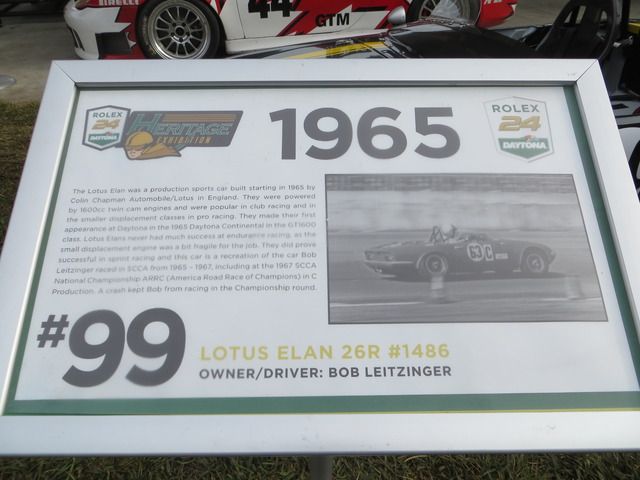 PIRELLI
44
GTM
ROLEX
24
AT
DAYTONA
HERITAGE
EXHIBITION
1965
ROLEX
24
AT
DAYTONA
The Lotus Elan was a production sports car built starting in 1965 by
Colin Chapman Automobile/Lotus in England. They were powered
by 1600cc twin cam engines and were popular in club racing and in
the smaller displacement classes in pro racing. They made their first
appearance at Daytona in the 1965 Daytona Continental in the GT1600
class. Lotus Elans never had much success at endurance racing, as the
small displacement engine was a bit fragile for the job. They did prove
successful in sprint racing and this car is a recreation of the car Bob
Leitzinger raced in SCCA from 1965 - 1967, including at the 1967 SCCA
National Championship ARRC (America Road Race of Champions) in C
Production. A crash kept Bob from racing in the Championship round.
63 C
#99
LOTUS ELAN 26R #1486
OWNER/DRIVER: BOB LEITZINGER